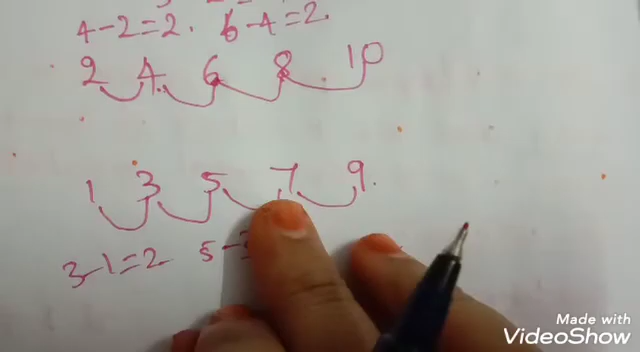 4-2=2. 6-4=2.
2 4 6 8 10
1 3 5 7 9.
3-1=2 5-
Made with
VideoShow